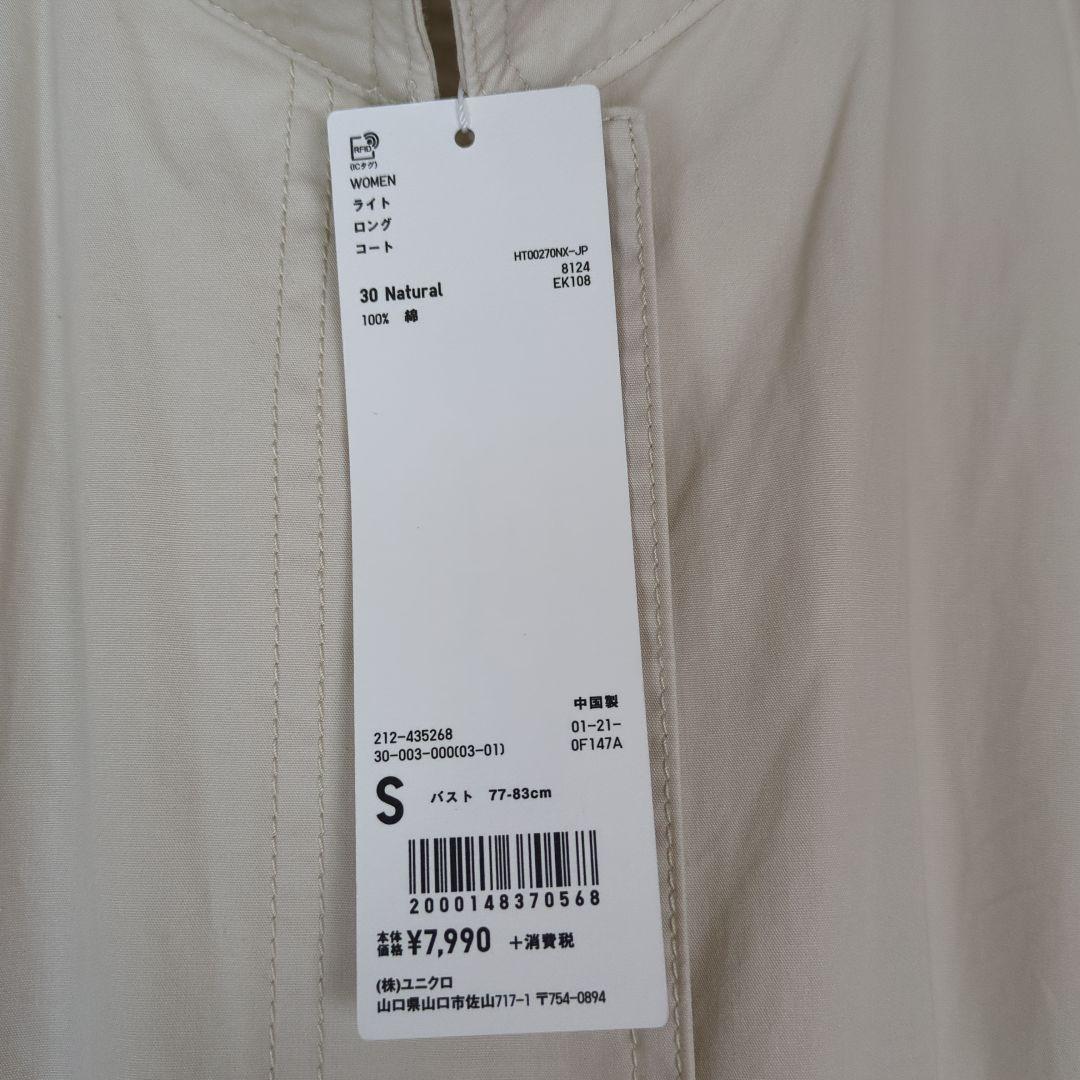 RFID
(ICタグ)
WOMEN
ライト
ロング
コート
HT00270NX-JP
8124
EK108
30 Natural
100% 綿
中国製
212-435268
01-21-
30-003-000(03-01)
0F147A
S バスト 77-83cm
2000148370568
本体
価格 ¥7,990 +消費税
(株)ユニクロ
山口県山口市佐山717-1 〒754-0894